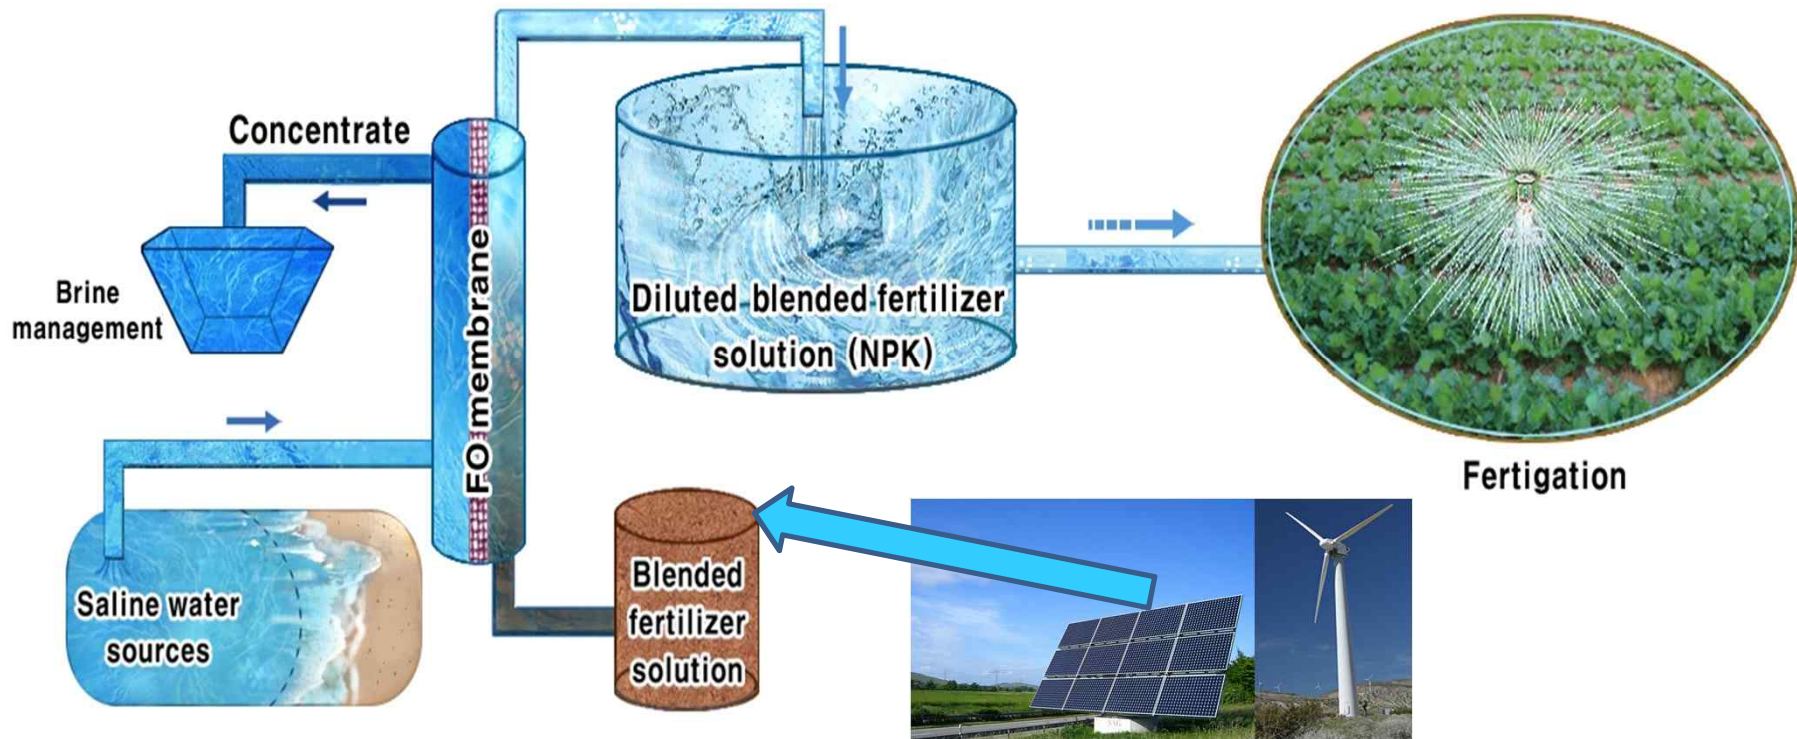 Concentrate
Brine
management
FO membrane
Diluted blended fertilizer
solution (NPK)
Fertigation
Saline water
sources
Blended
fertilizer
solution